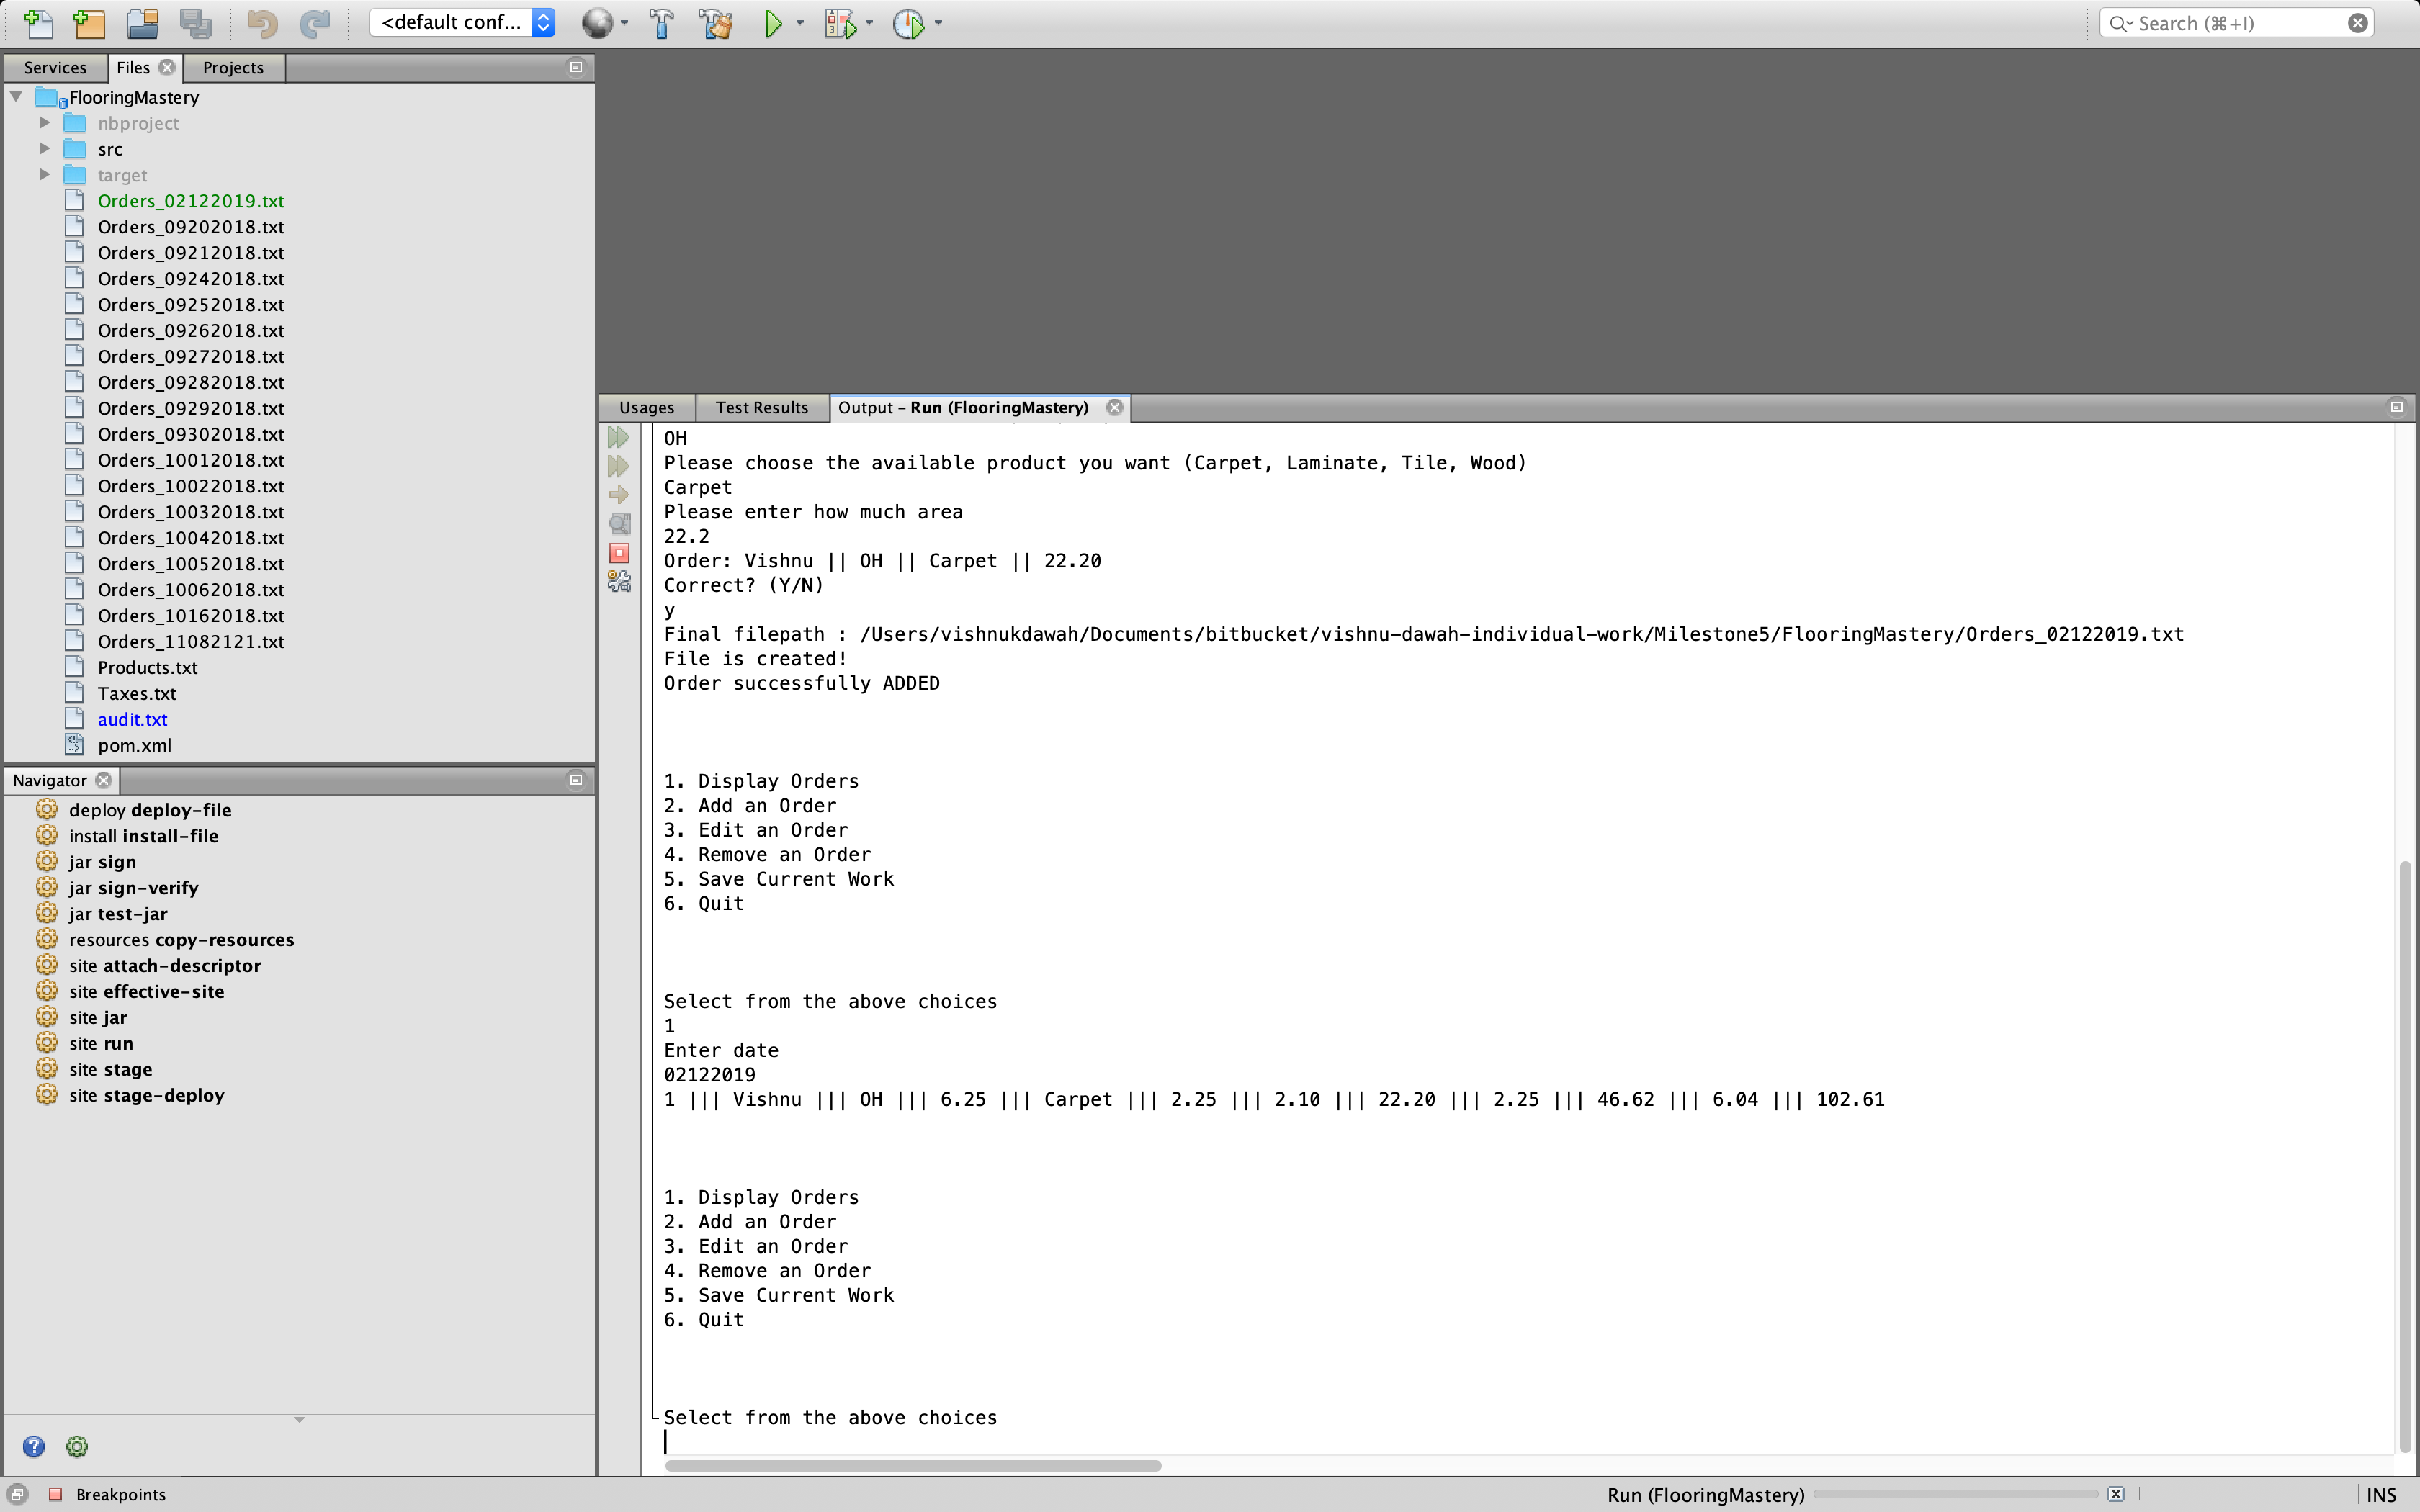 <default conf...
Search (⌘+I)
Services
Files
Projects
FlooringMastery
nbproject
src
target
Orders_02122019.txt
Orders_09202018.txt
Orders_09212018.txt
Orders_09242018.txt
Orders_09252018.txt
Orders_09262018.txt
Orders_09272018.txt
Orders_09282018.txt
Orders_09292018.txt
Orders_09302018.txt
Orders_10012018.txt
Orders_10022018.txt
Orders_10032018.txt
Orders_10042018.txt
Orders_10052018.txt
Orders_10062018.txt
Orders_10162018.txt
Orders_11082121.txt
Products.txt
Taxes.txt
audit.txt
pom.xml
Navigator
deploy deploy-file
install install-file
jar sign
jar sign-verify
jar test-jar
resources copy-resources
site attach-descriptor
site effective-site
site jar
site run
site stage
site stage-deploy
Usages
Test Results
Output – Run (FlooringMastery)
OH
Please choose the available product you want (Carpet, Laminate, Tile, Wood)
Carpet
Please enter how much area
22.2
Order: Vishnu || OH || Carpet || 22.20
Correct? (Y/N)
y
Final filepath : /Users/vishnukdawah/Documents/bitbucket/vishnu-dawah-individual-work/Milestone5/FlooringMastery/Orders_02122019.txt
File is created!
Order successfully ADDED
1. Display Orders
2. Add an Order
3. Edit an Order
4. Remove an Order
5. Save Current Work
6. Quit
Select from the above choices
1
Enter date
02122019
1 ||| Vishnu ||| OH ||| 6.25 ||| Carpet ||| 2.25 ||| 2.10 ||| 22.20 ||| 2.25 ||| 46.62 ||| 6.04 ||| 102.61
1. Display Orders
2. Add an Order
3. Edit an Order
4. Remove an Order
5. Save Current Work
6. Quit
Select from the above choices
Breakpoints
Run (FlooringMastery)
INS